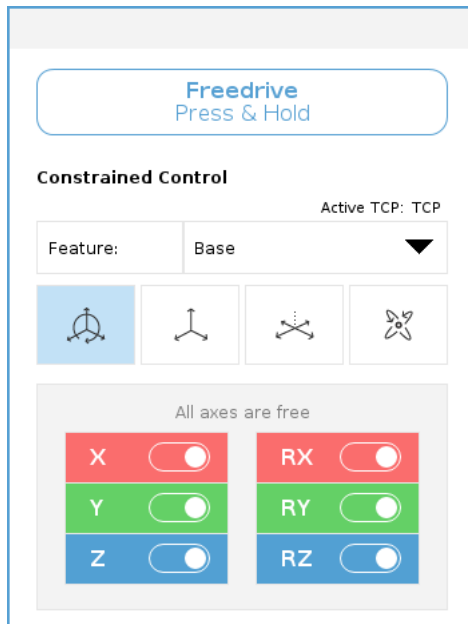 Freedrive
Press & Hold
Constrained Control
Active TCP: TCP
Feature: Base
All axes are free
X RX
Y RY
Z RZ